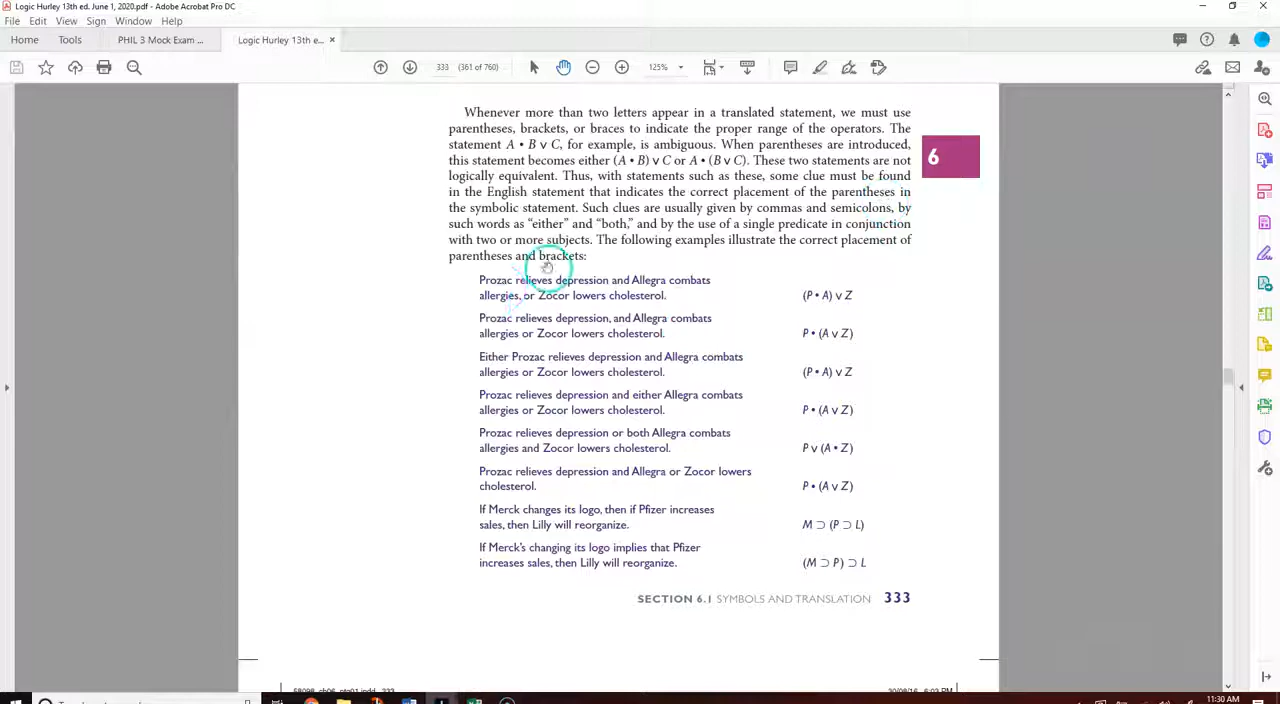 Logic Hurley 13th ed. June 1, 2020.pdf - Adobe Acrobat Pro DC
File Edit View Sign Window Help
Home Tools PHIL 3 Mock Exam ... Logic Hurley 13th e... ×
333 (361 of 760) 125%
Whenever more than two letters appear in a translated statement, we must use
parentheses, brackets, or braces to indicate the proper range of the operators. The
statement A • B v C, for example, is ambiguous. When parentheses are introduced,
this statement becomes either (A • B) v C or A • (B v C). These two statements are not
logically equivalent. Thus, with statements such as these, some clue must be found
in the English statement that indicates the correct placement of the parentheses in
the symbolic statement. Such clues are usually given by commas and semicolons, by
such words as “either” and “both,” and by the use of a single predicate in conjunction
with two or more subjects. The following examples illustrate the correct placement of
parentheses and brackets:
6
Prozac relieves depression and Allegra combats
allergies, or Zocor lowers cholesterol. (P • A) v Z
Prozac relieves depression, and Allegra combats
allergies or Zocor lowers cholesterol. P • (A v Z)
Either Prozac relieves depression and Allegra combats
allergies or Zocor lowers cholesterol. (P • A) v Z
Prozac relieves depression and either Allegra combats
allergies or Zocor lowers cholesterol. P • (A v Z)
Prozac relieves depression or both Allegra combats
allergies and Zocor lowers cholesterol. P v (A • Z)
Prozac relieves depression and Allegra or Zocor lowers
cholesterol. P • (A v Z)
If Merck changes its logo, then if Pfizer increases
sales, then Lilly will reorganize. M ⊃ (P ⊃ L)
If Merck’s changing its logo implies that Pfizer
increases sales, then Lilly will reorganize. (M ⊃ P) ⊃ L
SECTION 6.1 SYMBOLS AND TRANSLATION 333
11:30 AM